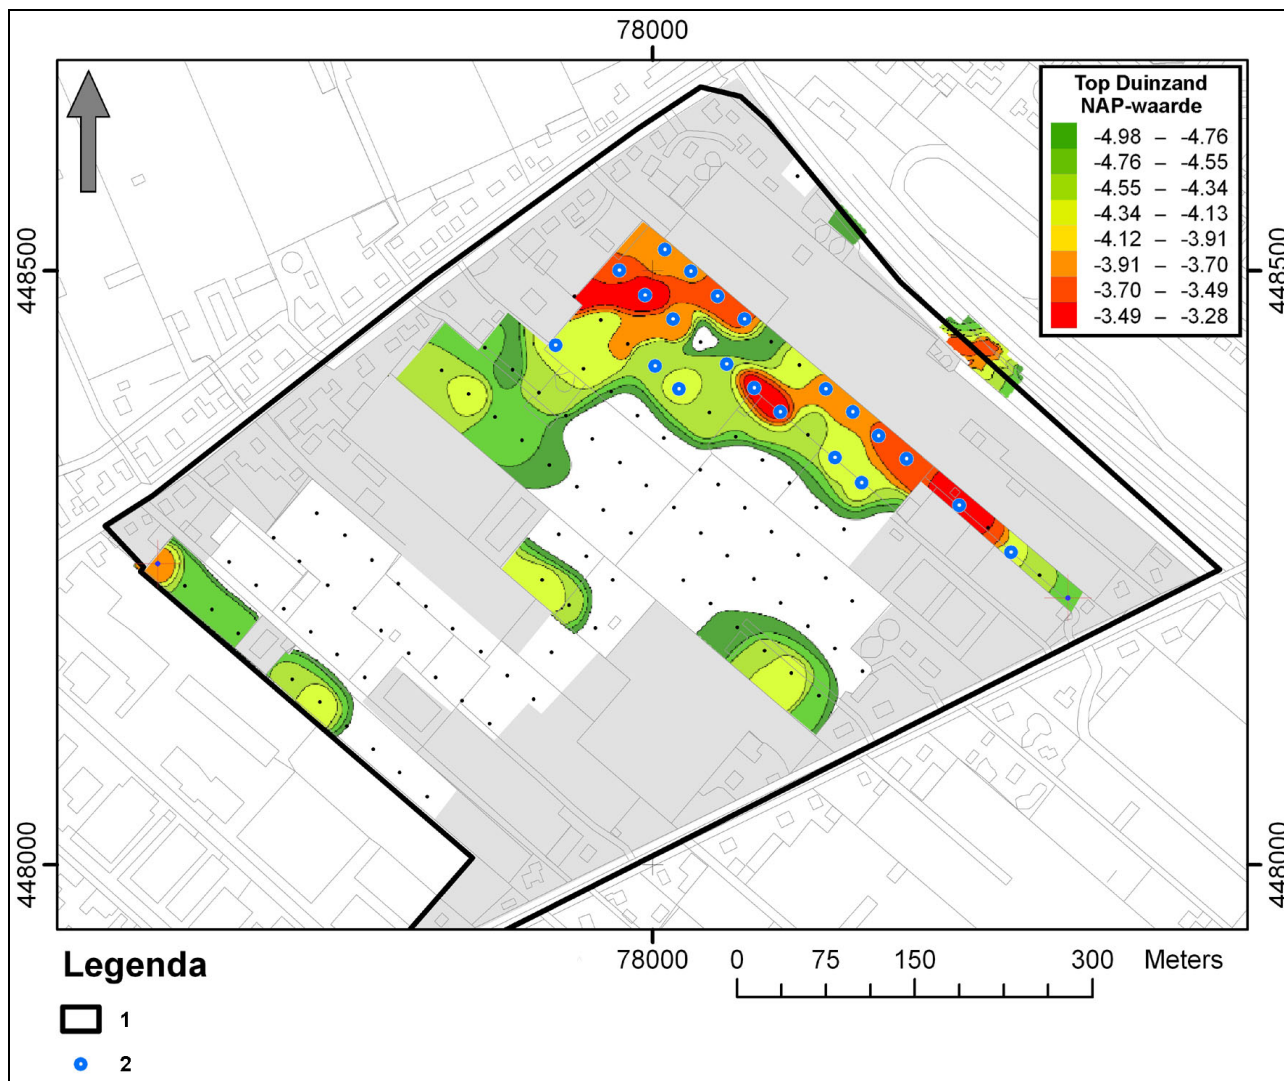 78000
Top Duinzand
NAP-waarde
-4.98 – -4.76
-4.76 – -4.55
-4.55 – -4.34
-4.34 – -4.13
-4.12 – -3.91
-3.91 – -3.70
-3.70 – -3.49
-3.49 – -3.28
448500
448500
448000
448000
78000
0 75 150 300 Meters
Legenda
1
2